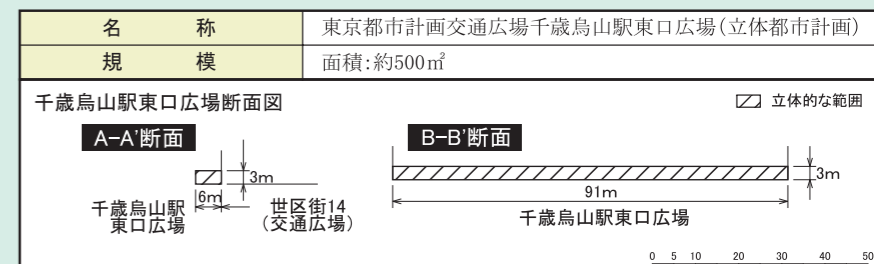 名　称
東京都市計画交通広場千歳烏山駅東口広場(立体都市計画)
規　模
面積:約500㎡
千歳烏山駅東口広場断面図
立体的な範囲
A-A'断面
3m
6m
千歳烏山駅
東口広場
世区街14
(交通広場)
B-B'断面
3m
91m
千歳烏山駅東口広場
0 5 10 20 30 40 50